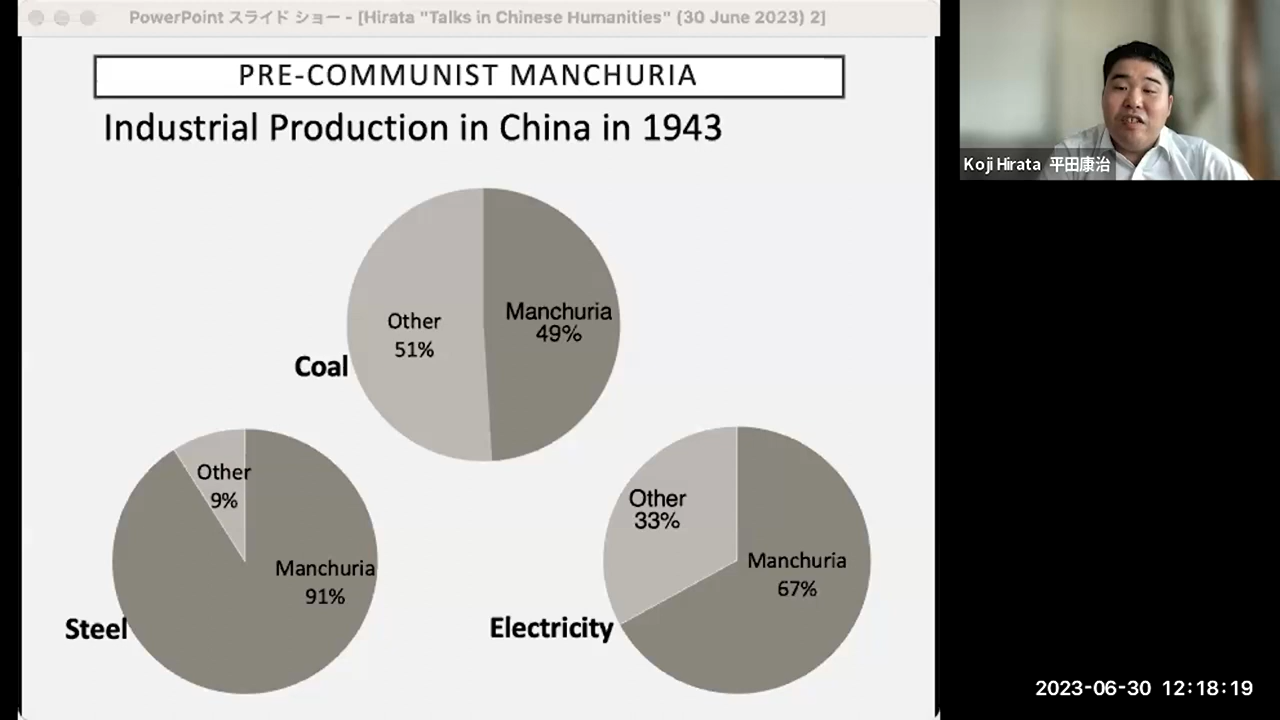 PowerPoint スライド ショー - [Hirata "Talks in Chinese Humanities" (30 June 2023) 2]
PRE-COMMUNIST MANCHURIA
Industrial Production in China in 1943
Other
51%
Manchuria
49%
Coal
Other
9%
Manchuria
91%
Steel
Other
33%
Manchuria
67%
Electricity
Koji Hirata 平田康治
2023-06-30 12:18:19